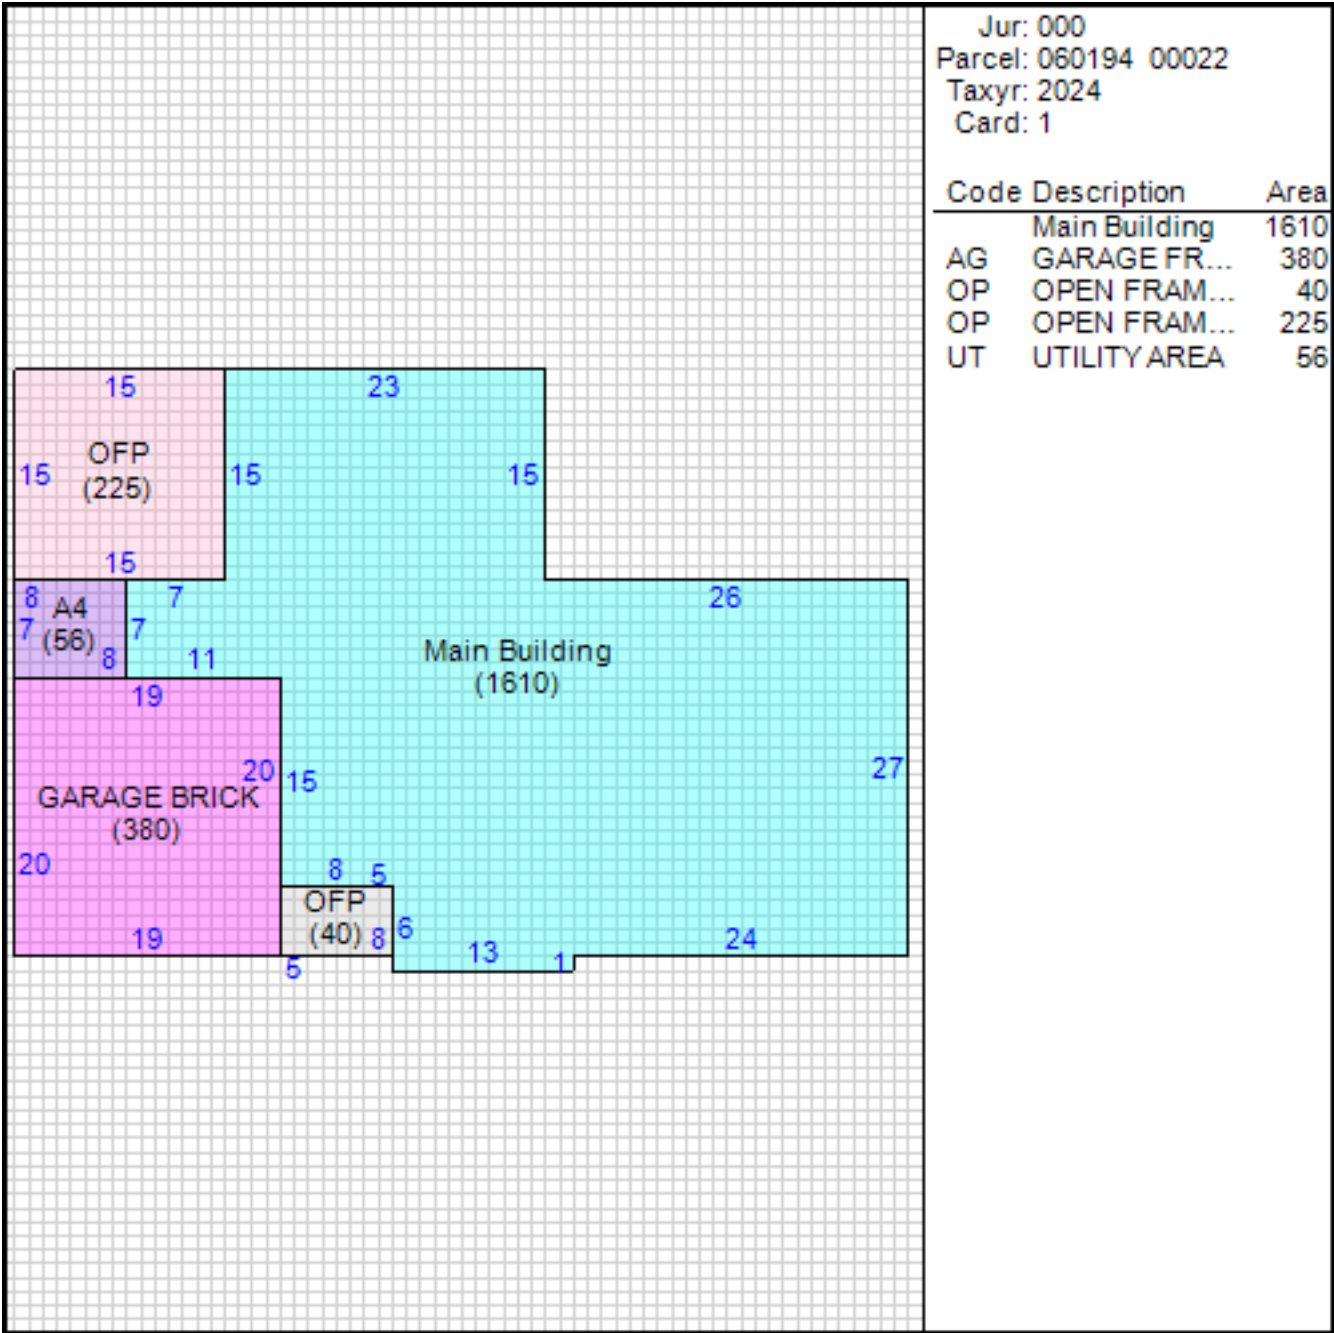 Jur: 000
Parcel: 060194 00022
Taxyr: 2024
Card: 1
Code Description Area
Main Building 1610
AG GARAGE FR... 380
OP OPEN FRAM... 40
OP OPEN FRAM... 225
UT UTILITY AREA 56
15
23
OFP
(225)
15
15
15
15
8
7
26
A4
(56)
7
7
8
11
Main Building
(1610)
19
20
15
27
GARAGE BRICK
(380)
20
8
5
OFP
(40)
8
6
19
13
1
24
5